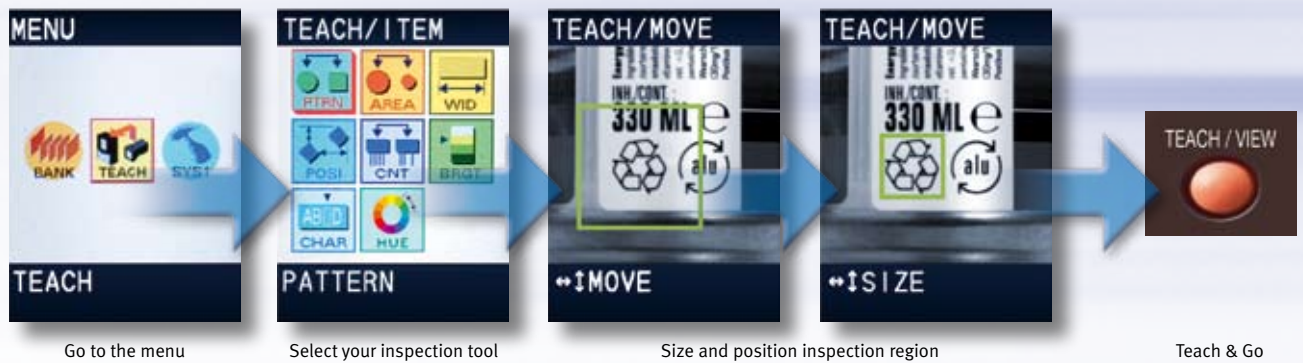 MENU
BANK
TEACH
SYST
TEACH
TEACH/ITEM
PTRN
AREA
WID
POSI
CNT
BRGT
CHAR
HUE
PATTERN
TEACH/MOVE
INH./CONT.:
330 ML ℮
alu
↔↕MOVE
TEACH/MOVE
INH./CONT.:
330 ML ℮
alu
↔↕SIZE
TEACH / VIEW
Go to the menu
Select your inspection tool
Size and position inspection region
Teach & Go